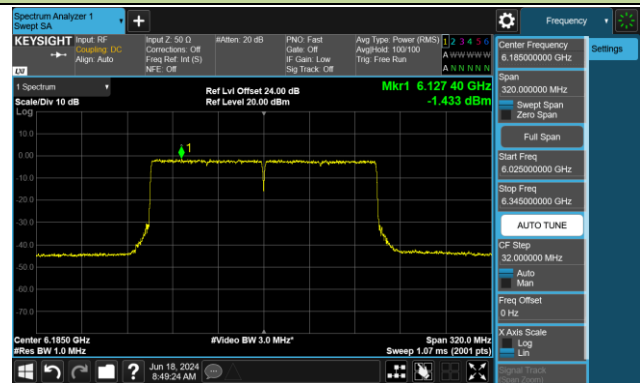 Spectrum Analyzer 1
Swept SA
Frequency
KEYSIGHT
Input: RF
Coupling: DC
Align: Auto
Input Z: 50 Ω
Corrections: Off
Freq Ref: Int (S)
NFE: Off
#Atten: 20 dB
PNO: Fast
Gate: Off
IF Gain: Low
Sig Track: Off
Avg Type: Power (RMS)
Avg|Hold: 100/100
Trig: Free Run
1 2 3 4 5 6
A W W W W W
A N N N N N
LXI
1 Spectrum
Scale/Div 10 dB
Log
Ref Lvl Offset 24.00 dB
Ref Level 20.00 dBm
Mkr1 6.127 40 GHz
-1.433 dBm
1
10.0
0.00
-10.0
-20.0
-30.0
-40.0
-50.0
-60.0
-70.0
Center 6.1850 GHz
#Res BW 1.0 MHz
#Video BW 3.0 MHz*
Span 320.0 MHz
Sweep 1.07 ms (2001 pts)
Center Frequency
6.185000000 GHz
Settings
Span
320.000000 MHz
Swept Span
Zero Span
Full Span
Start Freq
6.025000000 GHz
Stop Freq
6.345000000 GHz
AUTO TUNE
CF Step
32.000000 MHz
Auto
Man
Freq Offset
0 Hz
X Axis Scale
Log
Lin
Signal Track
(Span Zoom)
?
Jun 18, 2024
8:49:24 AM